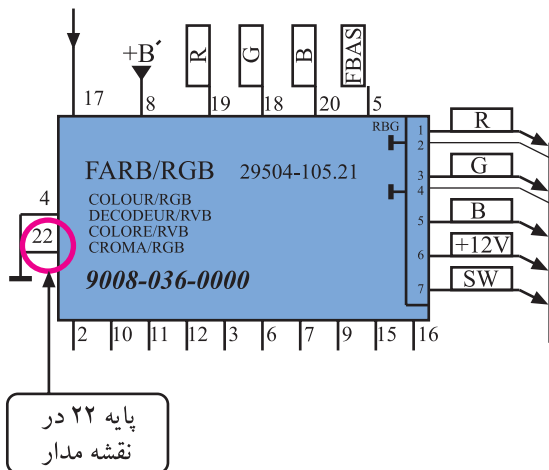 +B´ R G B FBAS
17 8 19 18 20 5
RBG 1 R
2
FARB/RGB 29504-105.21
3 G
4 4
COLOUR/RGB
DECODEUR/RVB
COLORE/RVB
CROMA/RGB
5 B
22
6 +12V
9008-036-0000
7 SW
2 10 11 12 3 6 7 9 15 16
پایه ۲۲ در
نقشه مدار